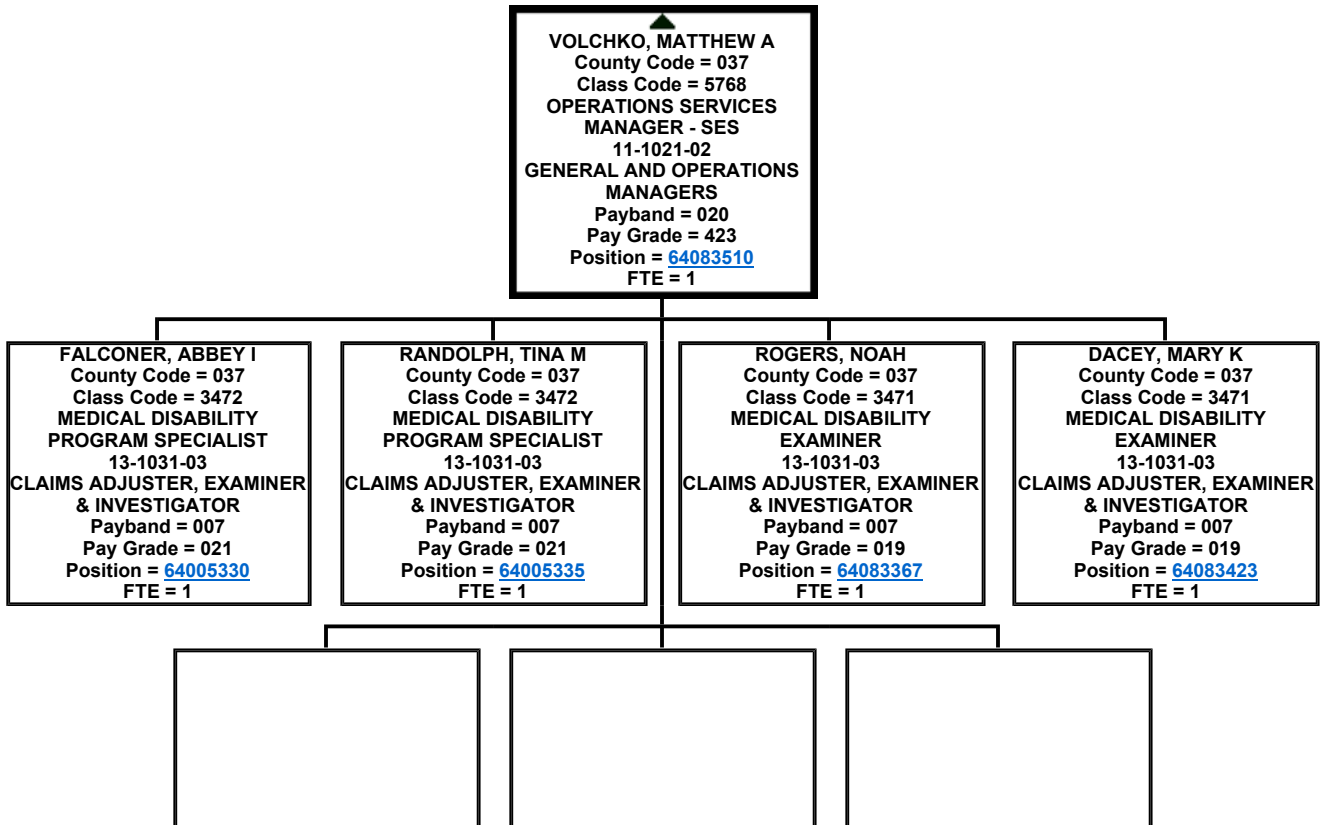 VOLCHKO, MATTHEW A
County Code = 037
Class Code = 5768
OPERATIONS SERVICES
MANAGER - SES
11-1021-02
GENERAL AND OPERATIONS
MANAGERS
Payband = 020
Pay Grade = 423
Position = 64083510
FTE = 1
FALCONER, ABBEY I
County Code = 037
Class Code = 3472
MEDICAL DISABILITY
PROGRAM SPECIALIST
13-1031-03
CLAIMS ADJUSTER, EXAMINER
& INVESTIGATOR
Payband = 007
Pay Grade = 021
Position = 64005330
FTE = 1
RANDOLPH, TINA M
County Code = 037
Class Code = 3472
MEDICAL DISABILITY
PROGRAM SPECIALIST
13-1031-03
CLAIMS ADJUSTER, EXAMINER
& INVESTIGATOR
Payband = 007
Pay Grade = 021
Position = 64005335
FTE = 1
ROGERS, NOAH
County Code = 037
Class Code = 3471
MEDICAL DISABILITY
EXAMINER
13-1031-03
CLAIMS ADJUSTER, EXAMINER
& INVESTIGATOR
Payband = 007
Pay Grade = 019
Position = 64083367
FTE = 1
DACEY, MARY K
County Code = 037
Class Code = 3471
MEDICAL DISABILITY
EXAMINER
13-1031-03
CLAIMS ADJUSTER, EXAMINER
& INVESTIGATOR
Payband = 007
Pay Grade = 019
Position = 64083423
FTE = 1